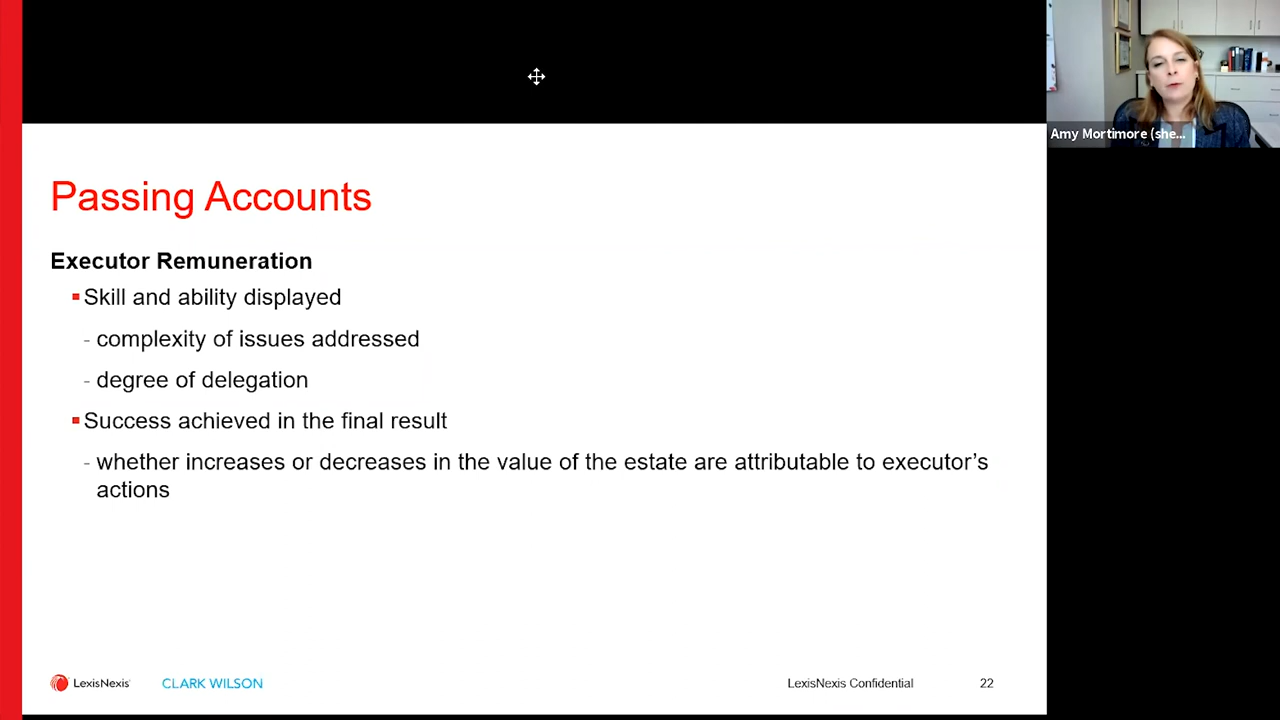 Amy Mortimore (she...
Passing Accounts
Executor Remuneration
Skill and ability displayed
- complexity of issues addressed
- degree of delegation
Success achieved in the final result
- whether increases or decreases in the value of the estate are attributable to executor's
actions
LexisNexis CLARK WILSON LexisNexis Confidential 22